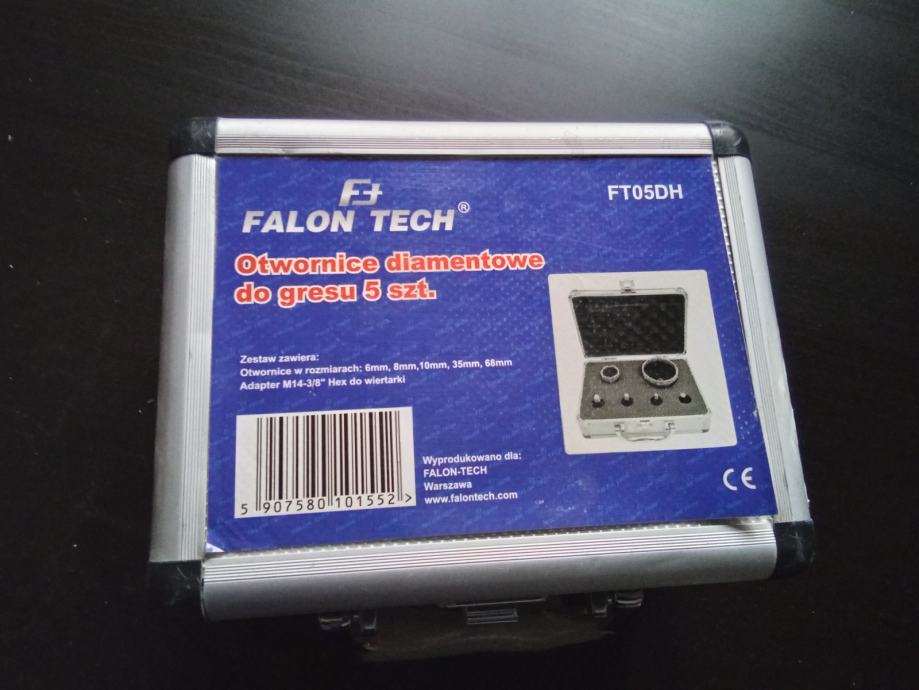 FALON TECH®
FT05DH
Otwornice diamentowe
do gresu 5 szt.
Zestaw zawiera:
Otwornice w rozmiarach: 6mm, 8mm,10mm, 35mm, 68mm
Adapter M14-3/8" Hex do wiertarki
Wyprodukowano dla:
FALON-TECH
Warszawa
www.falontech.com
5 907580 101552 >
CE